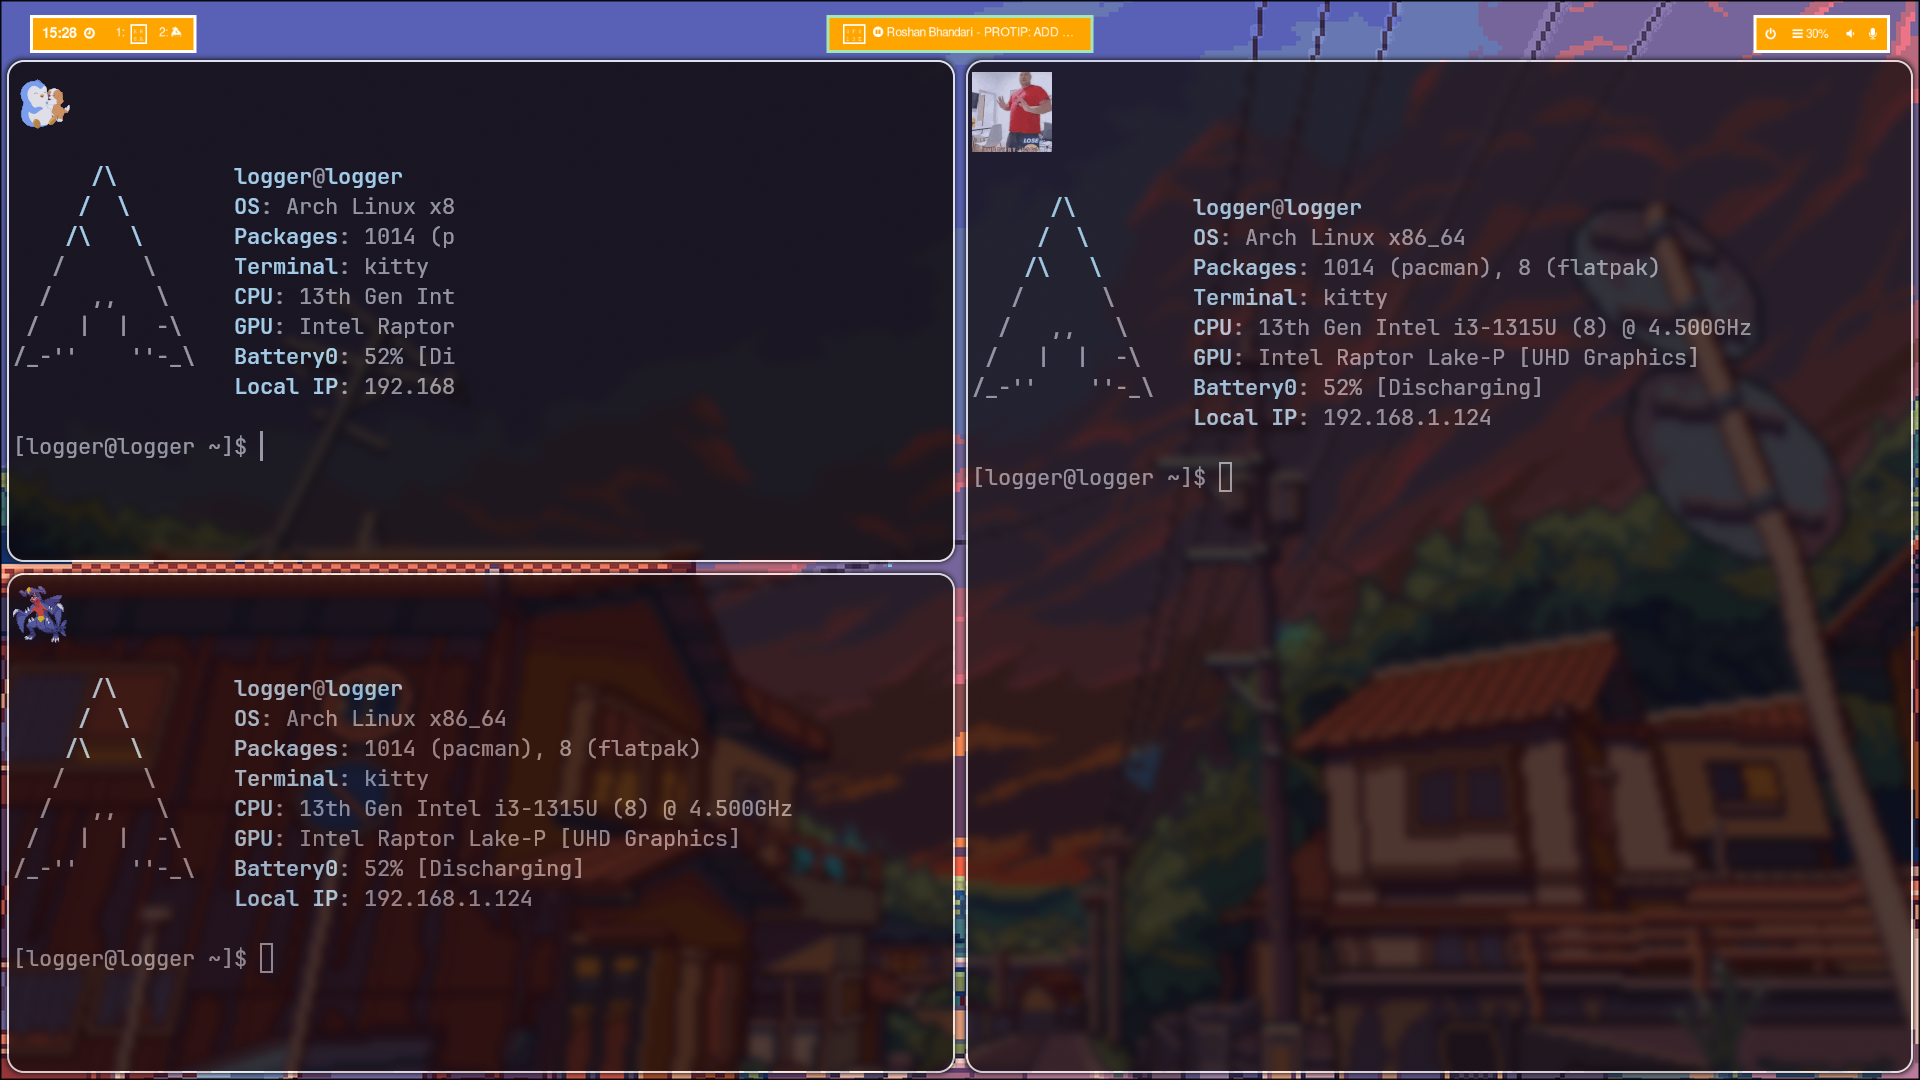 15:28 1: 2:
Roshan Bhandari - PROTIP: ADD ...
30%
logger@logger
OS: Arch Linux x8
Packages: 1014 (p
Terminal: kitty
CPU: 13th Gen Int
GPU: Intel Raptor
Battery0: 52% [Di
Local IP: 192.168
[logger@logger ~]$
LOSE
logger@logger
OS: Arch Linux x86_64
Packages: 1014 (pacman), 8 (flatpak)
Terminal: kitty
CPU: 13th Gen Intel i3-1315U (8) @ 4.500GHz
GPU: Intel Raptor Lake-P [UHD Graphics]
Battery0: 52% [Discharging]
Local IP: 192.168.1.124
[logger@logger ~]$
logger@logger
OS: Arch Linux x86_64
Packages: 1014 (pacman), 8 (flatpak)
Terminal: kitty
CPU: 13th Gen Intel i3-1315U (8) @ 4.500GHz
GPU: Intel Raptor Lake-P [UHD Graphics]
Battery0: 52% [Discharging]
Local IP: 192.168.1.124
[logger@logger ~]$